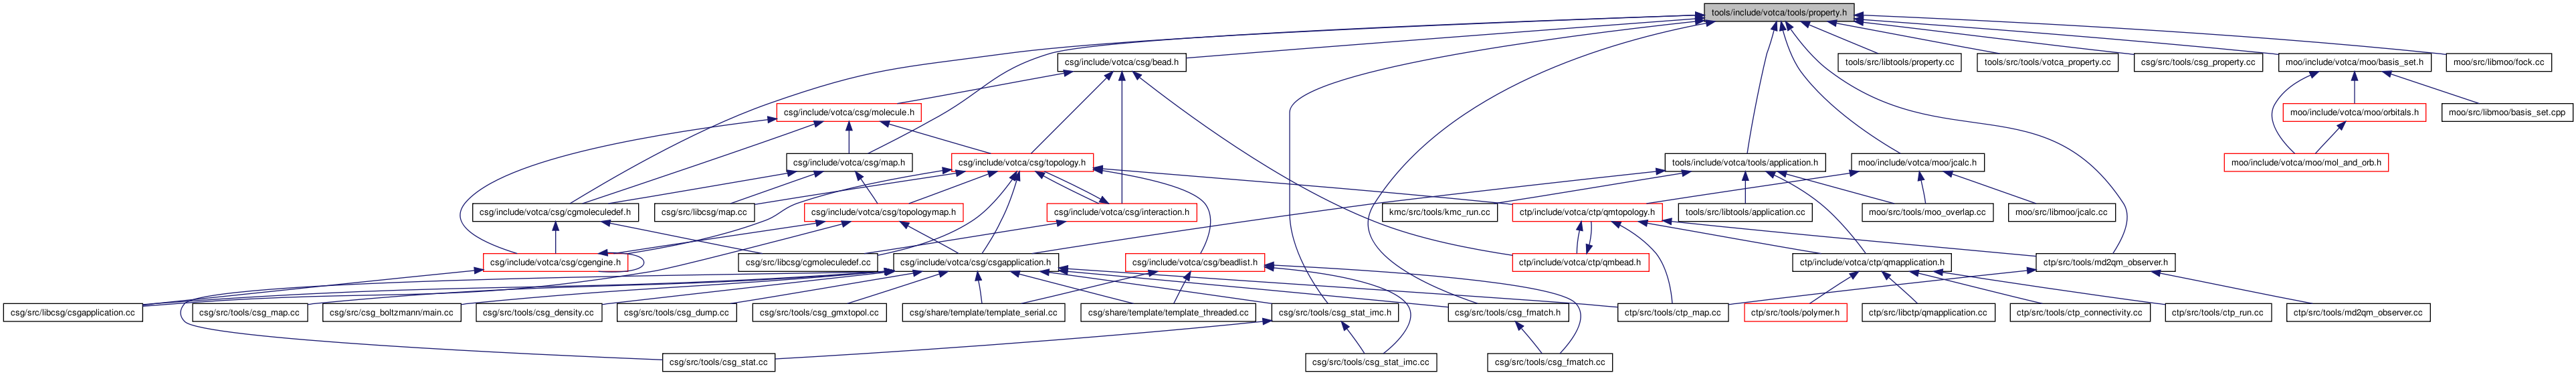 tools/include/votca/tools/property.h
csg/include/votca/csg/bead.h
tools/src/libtools/property.cc
tools/src/tools/votca_property.cc
csg/src/tools/csg_property.cc
moo/include/votca/moo/basis_set.h
moo/src/libmoo/fock.cc
csg/include/votca/csg/molecule.h
moo/include/votca/moo/orbitals.h
moo/src/libmoo/basis_set.cpp
csg/include/votca/csg/map.h
csg/include/votca/csg/topology.h
tools/include/votca/tools/application.h
moo/include/votca/moo/jcalc.h
moo/include/votca/moo/mol_and_orb.h
csg/include/votca/csg/cgmoleculedef.h
csg/src/libcsg/map.cc
csg/include/votca/csg/topologymap.h
csg/include/votca/csg/interaction.h
kmc/src/tools/kmc_run.cc
ctp/include/votca/ctp/qmtopology.h
tools/src/libtools/application.cc
moo/src/tools/moo_overlap.cc
moo/src/libmoo/jcalc.cc
csg/include/votca/csg/cgengine.h
csg/src/libcsg/cgmoleculedef.cc
csg/include/votca/csg/csgapplication.h
csg/include/votca/csg/beadlist.h
ctp/include/votca/ctp/qmbead.h
ctp/include/votca/ctp/qmapplication.h
ctp/src/tools/md2qm_observer.h
csg/src/libcsg/csgapplication.cc
csg/src/tools/csg_map.cc
csg/src/csg_boltzmann/main.cc
csg/src/tools/csg_density.cc
csg/src/tools/csg_dump.cc
csg/src/tools/csg_gmxtopol.cc
csg/share/template/template_serial.cc
csg/share/template/template_threaded.cc
csg/src/tools/csg_stat_imc.h
csg/src/tools/csg_fmatch.h
ctp/src/tools/ctp_map.cc
ctp/src/tools/polymer.h
ctp/src/libctp/qmapplication.cc
ctp/src/tools/ctp_connectivity.cc
ctp/src/tools/ctp_run.cc
ctp/src/tools/md2qm_observer.cc
csg/src/tools/csg_stat.cc
csg/src/tools/csg_stat_imc.cc
csg/src/tools/csg_fmatch.cc